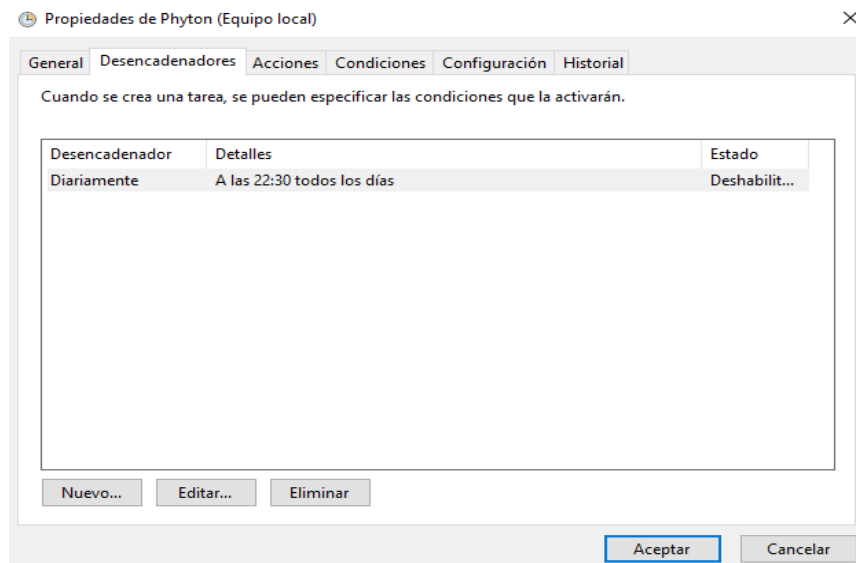 Propiedades de Phyton (Equipo local)
General Desencadenadores Acciones Condiciones Configuración Historial
Cuando se crea una tarea, se pueden especificar las condiciones que la activarán.
Desencadenador Detalles Estado
Diariamente A las 22:30 todos los días Deshabilit...
Nuevo... Editar... Eliminar
Aceptar Cancelar